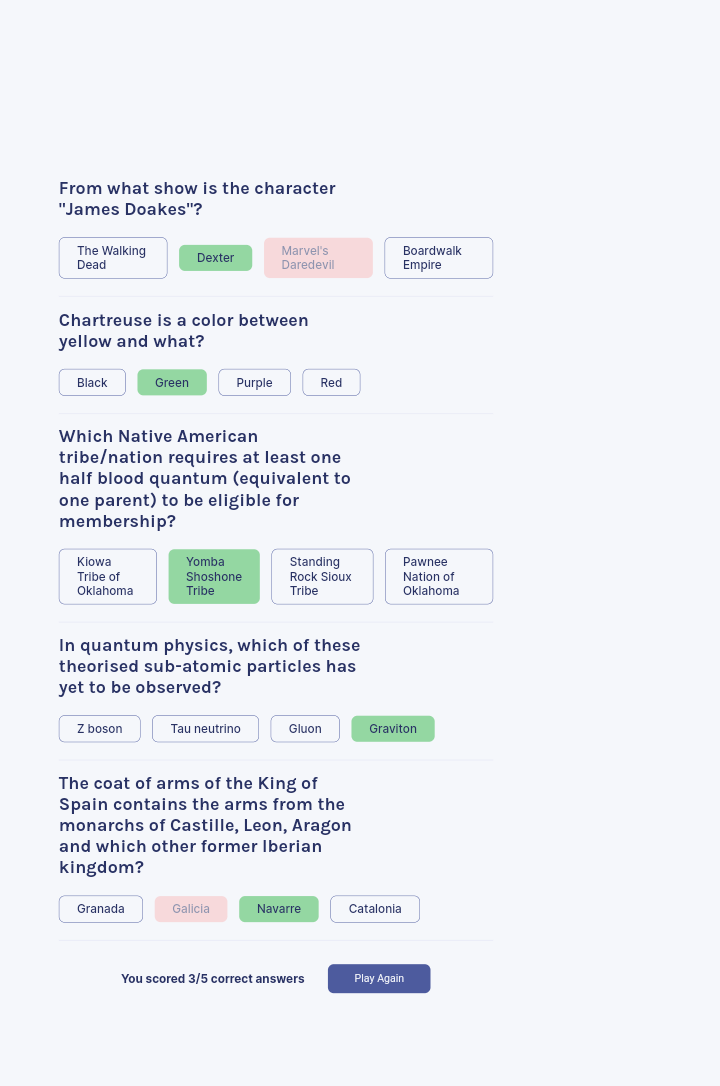 From what show is the character
"James Doakes"?
The Walking
Dead
Dexter
Marvel's
Daredevil
Boardwalk
Empire
Chartreuse is a color between
yellow and what?
Black
Green
Purple
Red
Which Native American
tribe/nation requires at least one
half blood quantum (equivalent to
one parent) to be eligible for
membership?
Kiowa
Tribe of
Oklahoma
Yomba
Shoshone
Tribe
Standing
Rock Sioux
Tribe
Pawnee
Nation of
Oklahoma
In quantum physics, which of these
theorised sub-atomic particles has
yet to be observed?
Z boson
Tau neutrino
Gluon
Graviton
The coat of arms of the King of
Spain contains the arms from the
monarchs of Castille, Leon, Aragon
and which other former Iberian
kingdom?
Granada
Galicia
Navarre
Catalonia
You scored 3/5 correct answers
Play Again